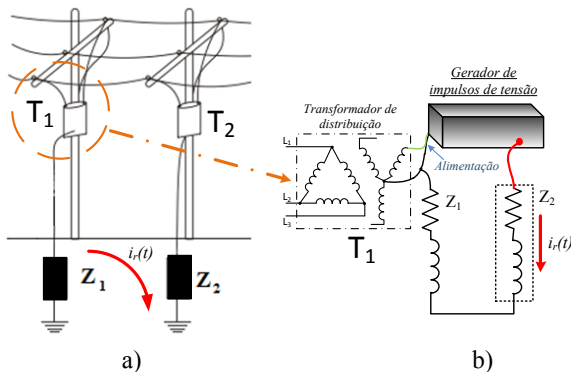 T1
T2
ir(t)
Z1
Z2
a)
Gerador de
impulsos de tensão
Transformador de
distribuição
L1
L2
L3
Alimentação
T1
Z1
Z2
ir(t)
b)